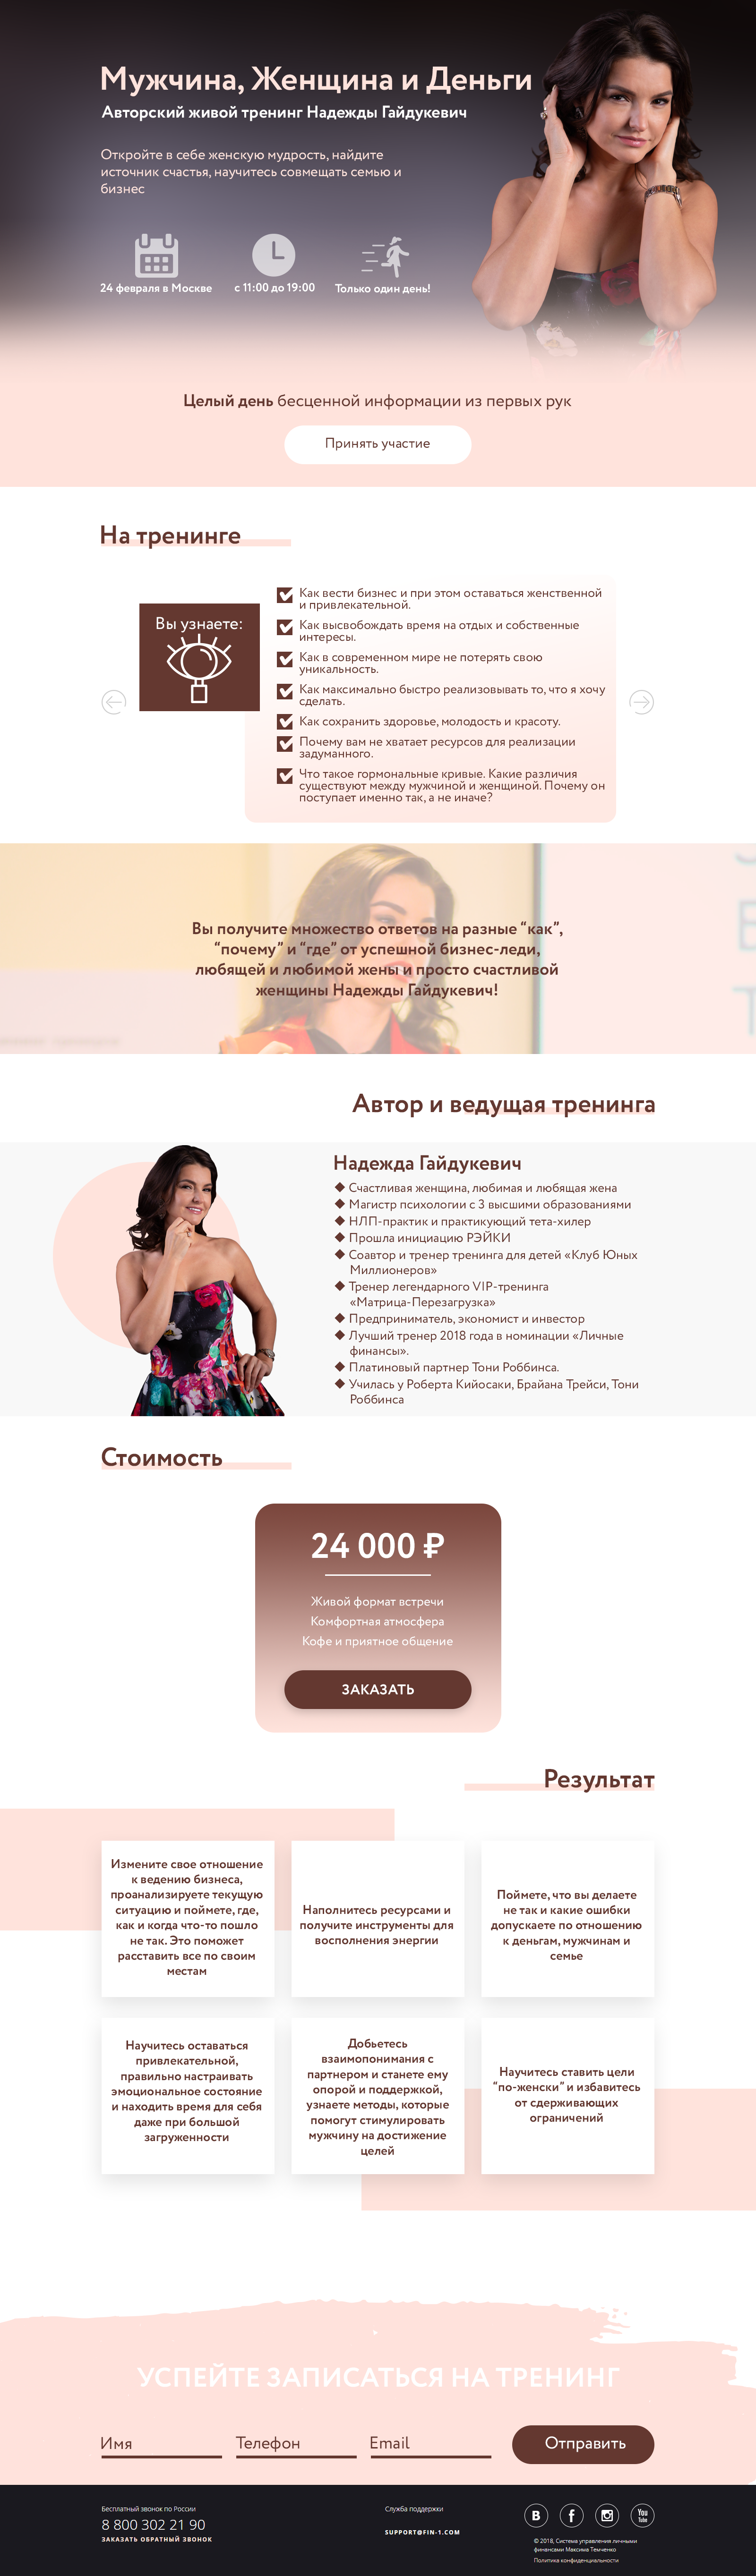 Мужчина, Женщина и Деньги
Авторский живой тренинг Надежды Гайдукевич
Откройте в себе женскую мудрость, найдите
источник счастья, научитесь совмещать семью и
бизнес
24 февраля в Москве
с 11:00 до 19:00
Только один день!
Целый день бесценной информации из первых рук
Принять участие
На тренинге
Вы узнаете:
Как вести бизнес и при этом оставаться женственной
и привлекательной.
Как высвобождать время на отдых и собственные
интересы.
Как в современном мире не потерять свою
уникальность.
Как максимально быстро реализовывать то, что я хочу
сделать.
Как сохранить здоровье, молодость и красоту.
Почему вам не хватает ресурсов для реализации
задуманного.
Что такое гормональные кривые. Какие различия
существуют между мужчиной и женщиной. Почему он
поступает именно так, а не иначе?
Вы получите множество ответов на разные “как”,
“почему” и “где” от успешной бизнес-леди,
любящей и любимой жены и просто счастливой
женщины Надежды Гайдукевич!
Автор и ведущая тренинга
Надежда Гайдукевич
Счастливая женщина, любимая и любящая жена
Магистр психологии с 3 высшими образованиями
НЛП-практик и практикующий тета-хилер
Прошла инициацию РЭЙКИ
Соавтор и тренер тренинга для детей «Клуб Юных
Миллионеров»
Тренер легендарного VIP-тренинга
«Матрица-Перезагрузка»
Предприниматель, экономист и инвестор
Лучший тренер 2018 года в номинации «Личные
финансы».
Платиновый партнер Тони Роббинса.
Училась у Роберта Кийосаки, Брайана Трейси, Тони
Роббинса
Стоимость
24 000 ₽
Живой формат встречи
Комфортная атмосфера
Кофе и приятное общение
ЗАКАЗАТЬ
Результат
Измените свое отношение
к ведению бизнеса,
проанализируете текущую
ситуацию и поймете, где,
как и когда что-то пошло
не так. Это поможет
расставить все по своим
местам
Наполнитесь ресурсами и
получите инструменты для
восполнения энергии
Поймете, что вы делаете
не так и какие ошибки
допускаете по отношению
к деньгам, мужчинам и
семье
Научитесь оставаться
привлекательной,
правильно настраивать
эмоциональное состояние
и находить время для себя
даже при большой
загруженности
Добьетесь
взаимопонимания с
партнером и станете ему
опорой и поддержкой,
узнаете методы, которые
помогут стимулировать
мужчину на достижение
целей
Научитесь ставить цели
“по-женски” и избавитесь
от сдерживающих
ограничений
УСПЕЙТЕ ЗАПИСАТЬСЯ НА ТРЕНИНГ
Имя
Телефон
Email
Отправить
Бесплатный звонок по России
8 800 302 21 90
ЗАКАЗАТЬ ОБРАТНЫЙ ЗВОНОК
Служба поддержки
SUPPORT@FIN-1.COM
В
f
You
Tube
© 2018, Система управления личными
финансами Максима Темченко
Политика конфиденциальности